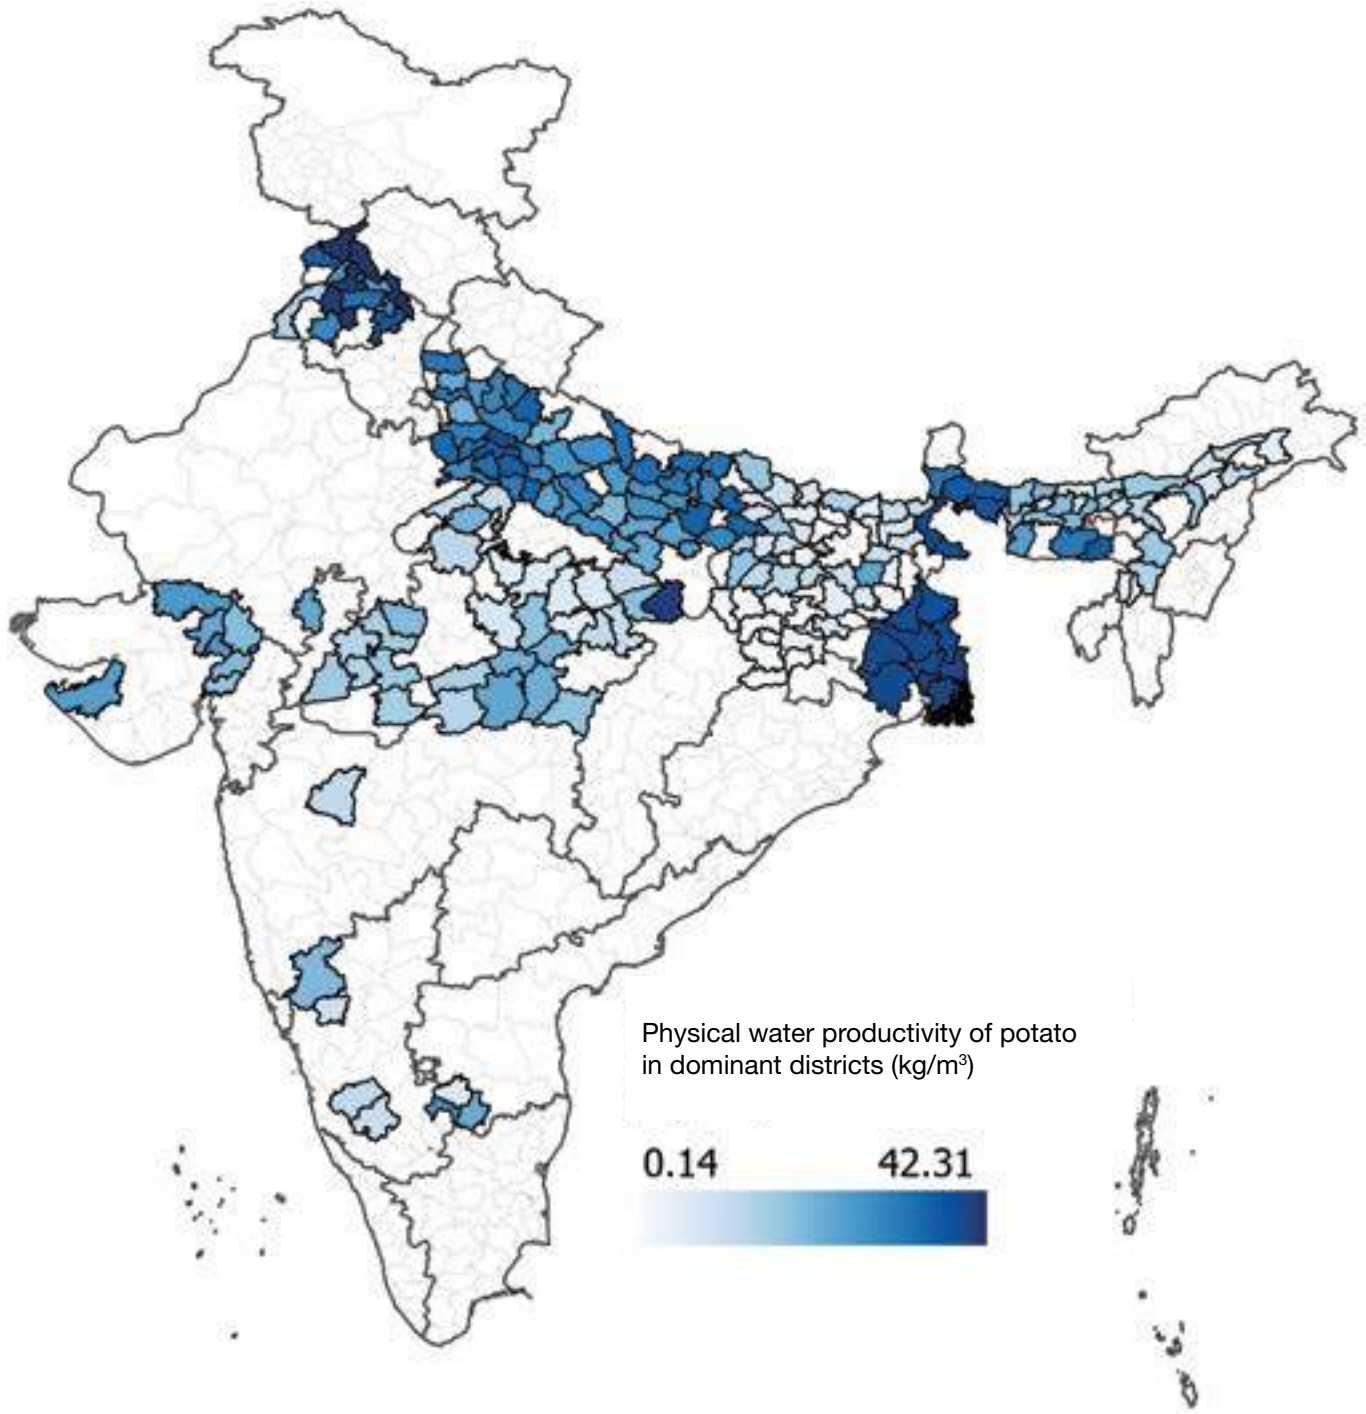 Physical water productivity of potato
in dominant districts (kg/m³)
0.14 42.31